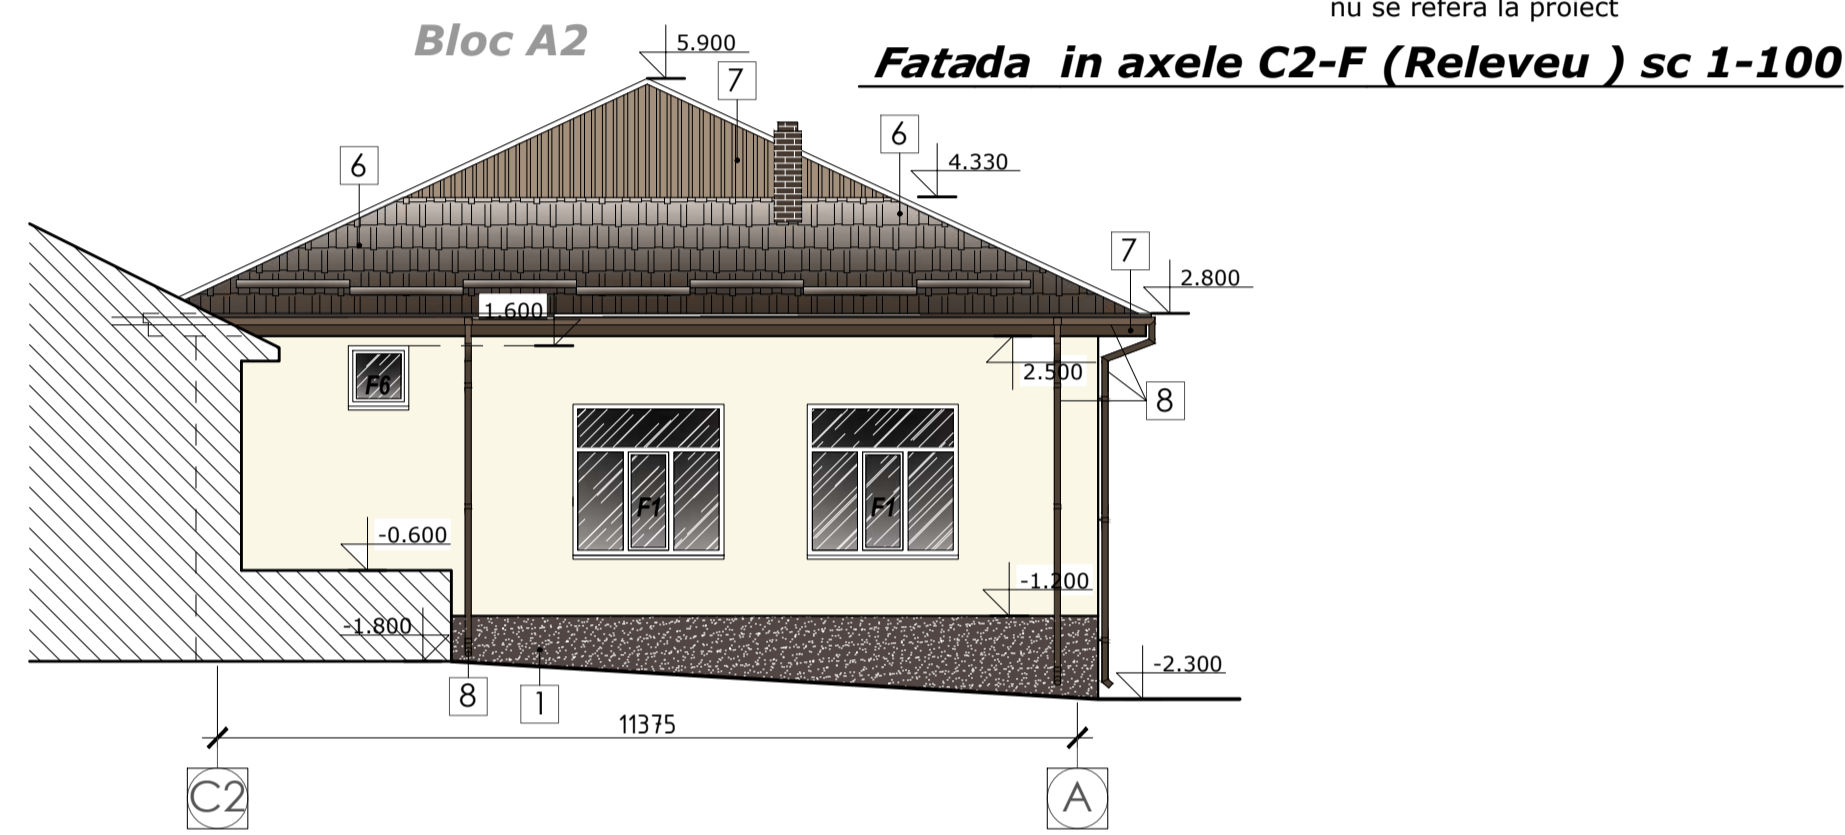 nu se refera la proiect
Bloc A2
Fatada in axele C2-F (Releveu ) sc 1-100
5.900
7
6
6
4.330
7
2.800
1.600
2.500
8
F6
F1
F1
-0.600
-1.200
-1.800
-2.300
8
1
11375
C2
A